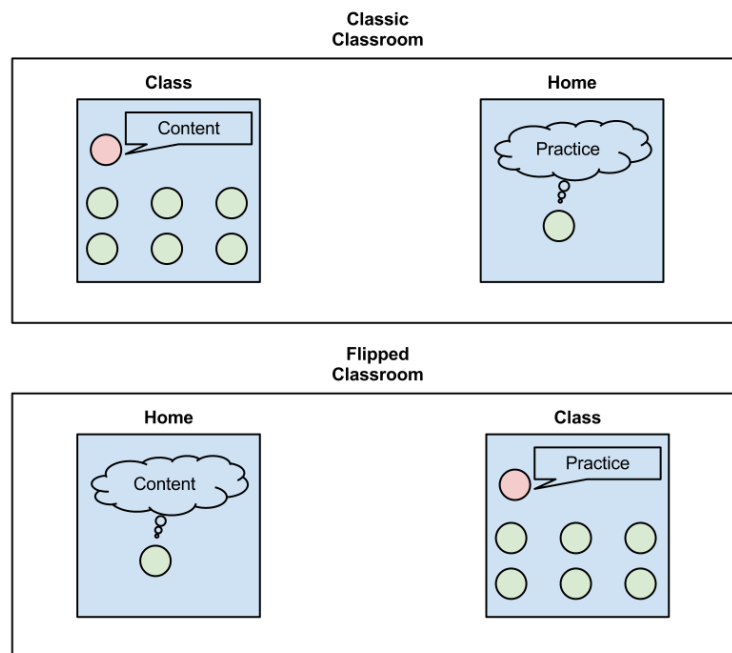 Classic
Classroom
Class
Home
Content
Practice
Flipped
Classroom
Home
Class
Content
Practice